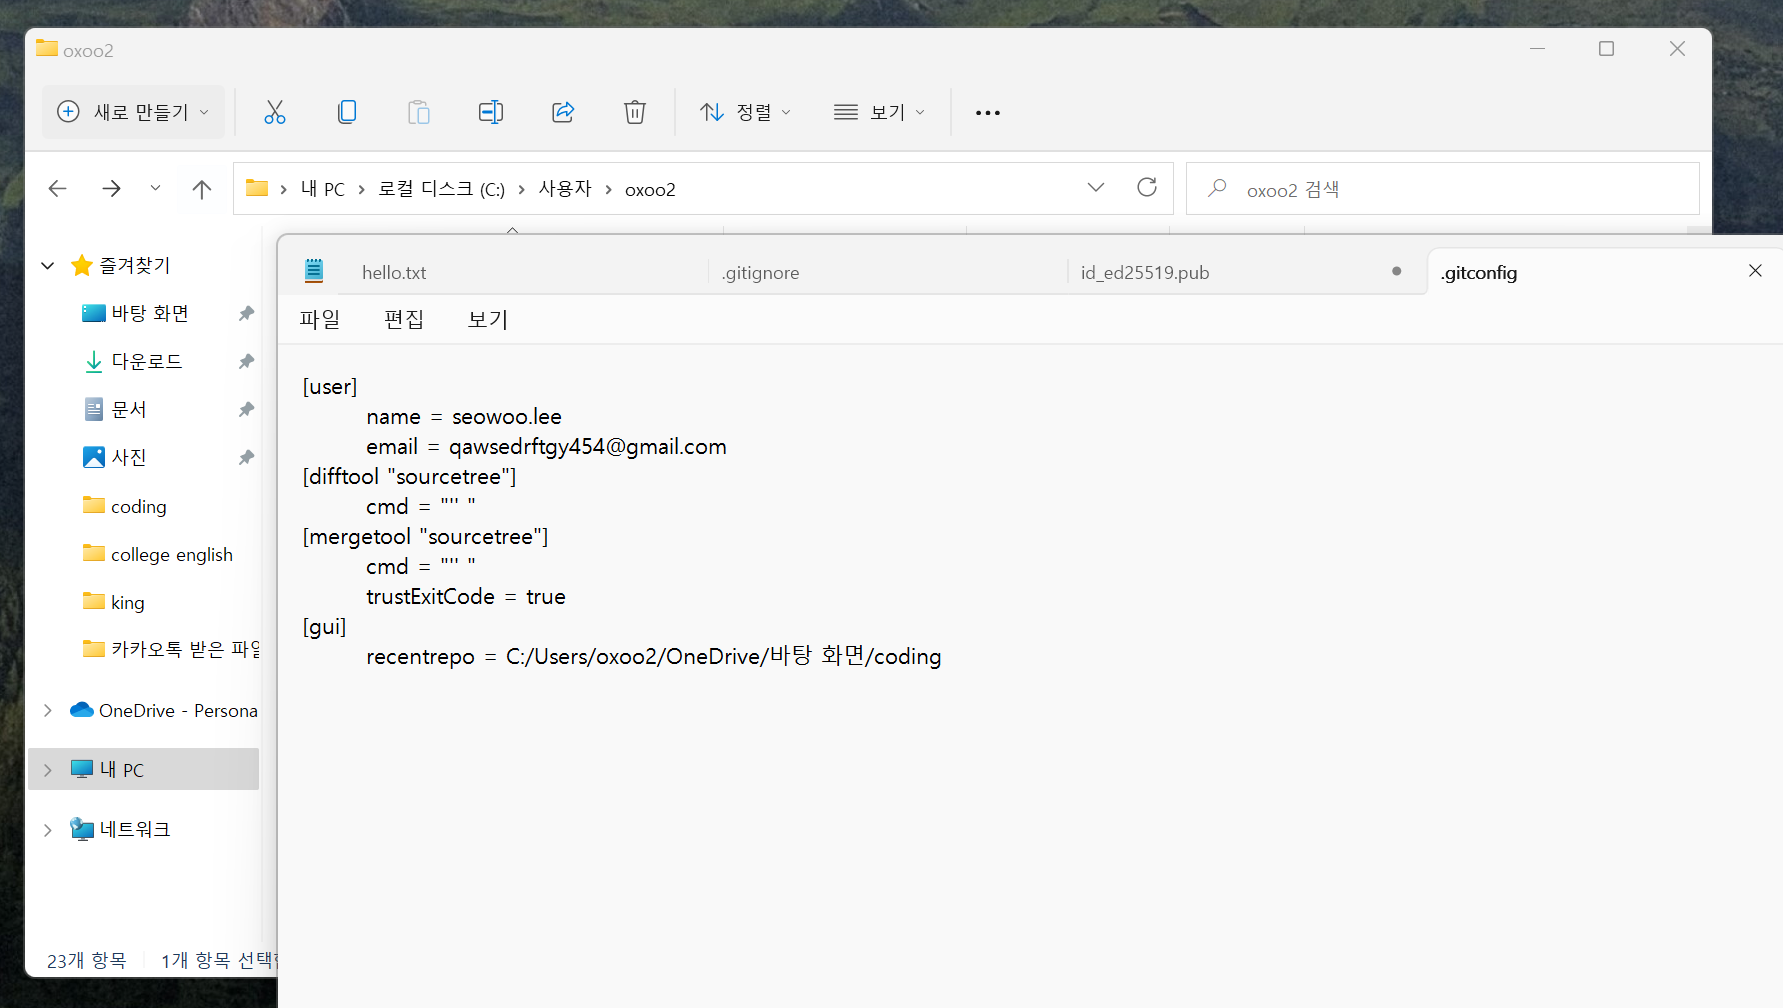 oxoo2
새로 만들기
정렬
보기
내 PC
로컬 디스크 (C:)
사용자
oxoo2
oxoo2 검색
즐겨찾기
바탕 화면
다운로드
문서
사진
coding
college english
king
카카오톡 받은 파일
OneDrive - Persona
내 PC
네트워크
23개 항목
1개 항목 선택함
hello.txt
.gitignore
id_ed25519.pub
.gitconfig
파일
편집
보기
[user]
name = seowoo.lee
email = qawsedrftgy454@gmail.com
[difftool "sourcetree"]
cmd = "'' "
[mergetool "sourcetree"]
cmd = "'' "
trustExitCode = true
[gui]
recentrepo = C:/Users/oxoo2/OneDrive/바탕 화면/coding